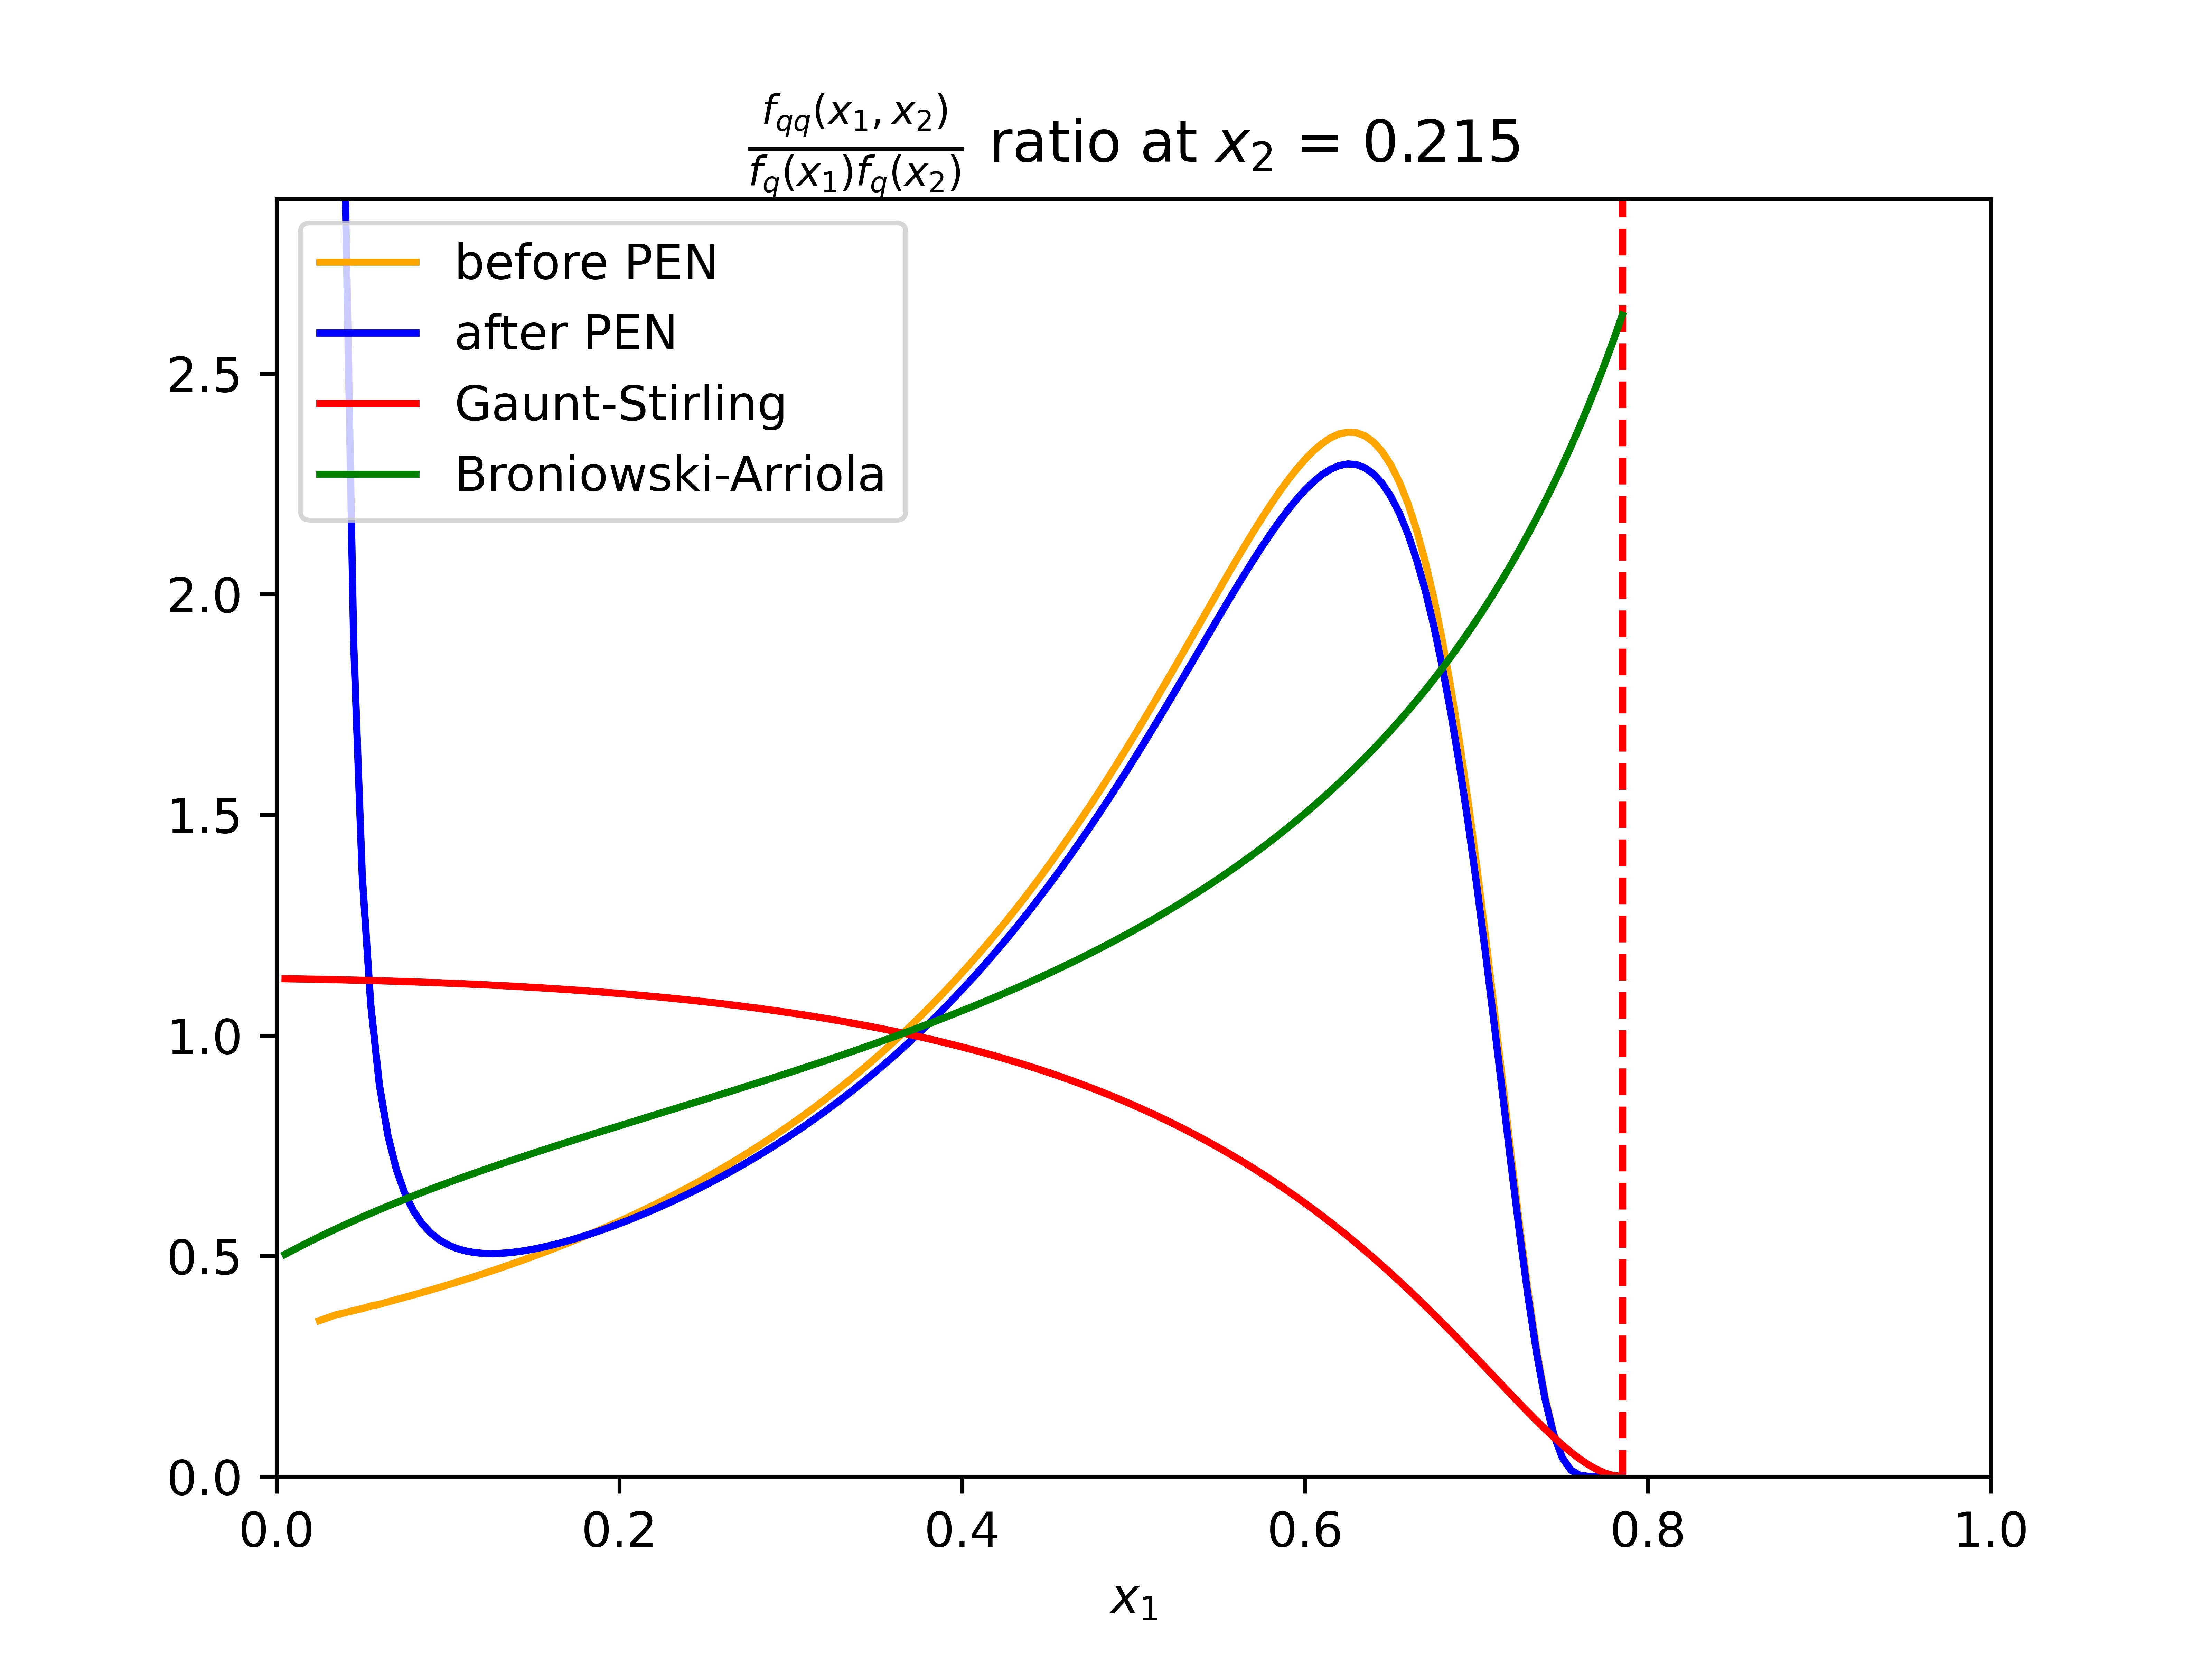 f_qq(x_1, x_2)
f_q(x_1)f_q(x_2) ratio at x_2 = 0.215
before PEN
after PEN
Gaunt-Stirling
Broniowski-Arriola
2.5
2.0
1.5
1.0
0.5
0.0
0.0 0.2 0.4 0.6 0.8 1.0
x_1